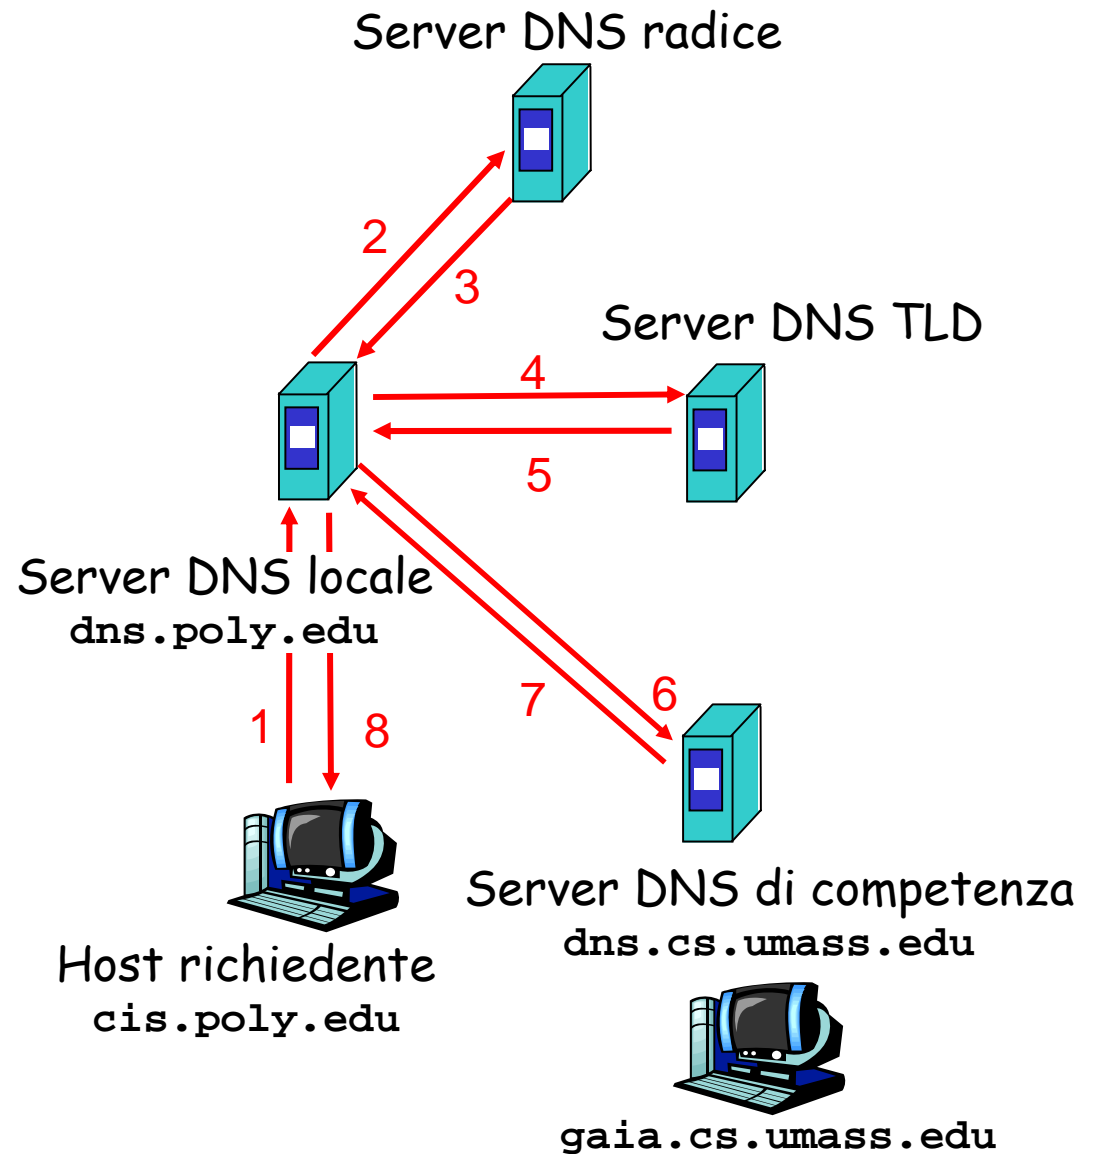 Server DNS radice
2
3
Server DNS TLD
4
5
Server DNS locale
dns.poly.edu
7
6
1
8
Server DNS di competenza
dns.cs.umass.edu
Host richiedente
cis.poly.edu
gaia.cs.umass.edu